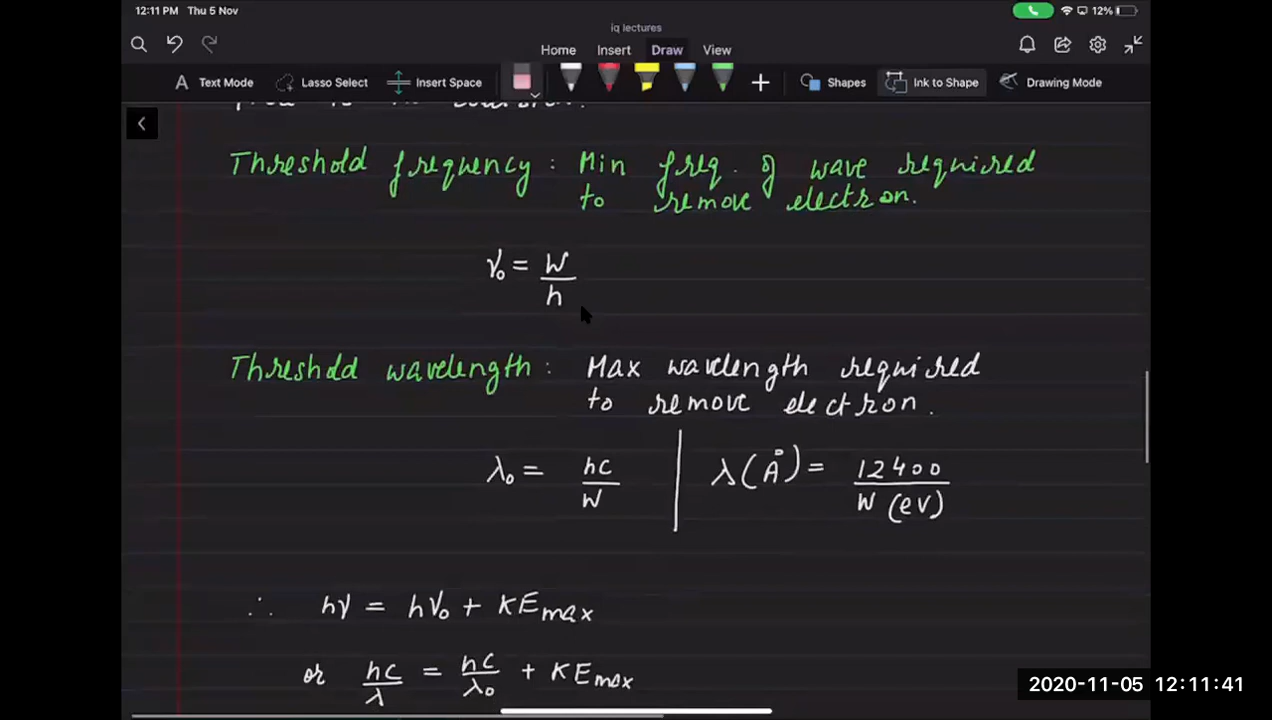 12:11 PM Thu 5 Nov
12%
iq lectures
Home Insert Draw View
Text Mode Lasso Select Insert Space Shapes Ink to Shape Drawing Mode
Threshold frequency : Min freq. of wave required
to remove electron.
γ₀ = W/h
Threshold wavelength : Max wavelength required
to remove electron.
λ₀ = hc/W | λ(Å) = 12400/W (eV)
∴ hγ = hγ₀ + KEmax
or hc/λ = hc/λ₀ + KEmax
2020-11-05 12:11:41